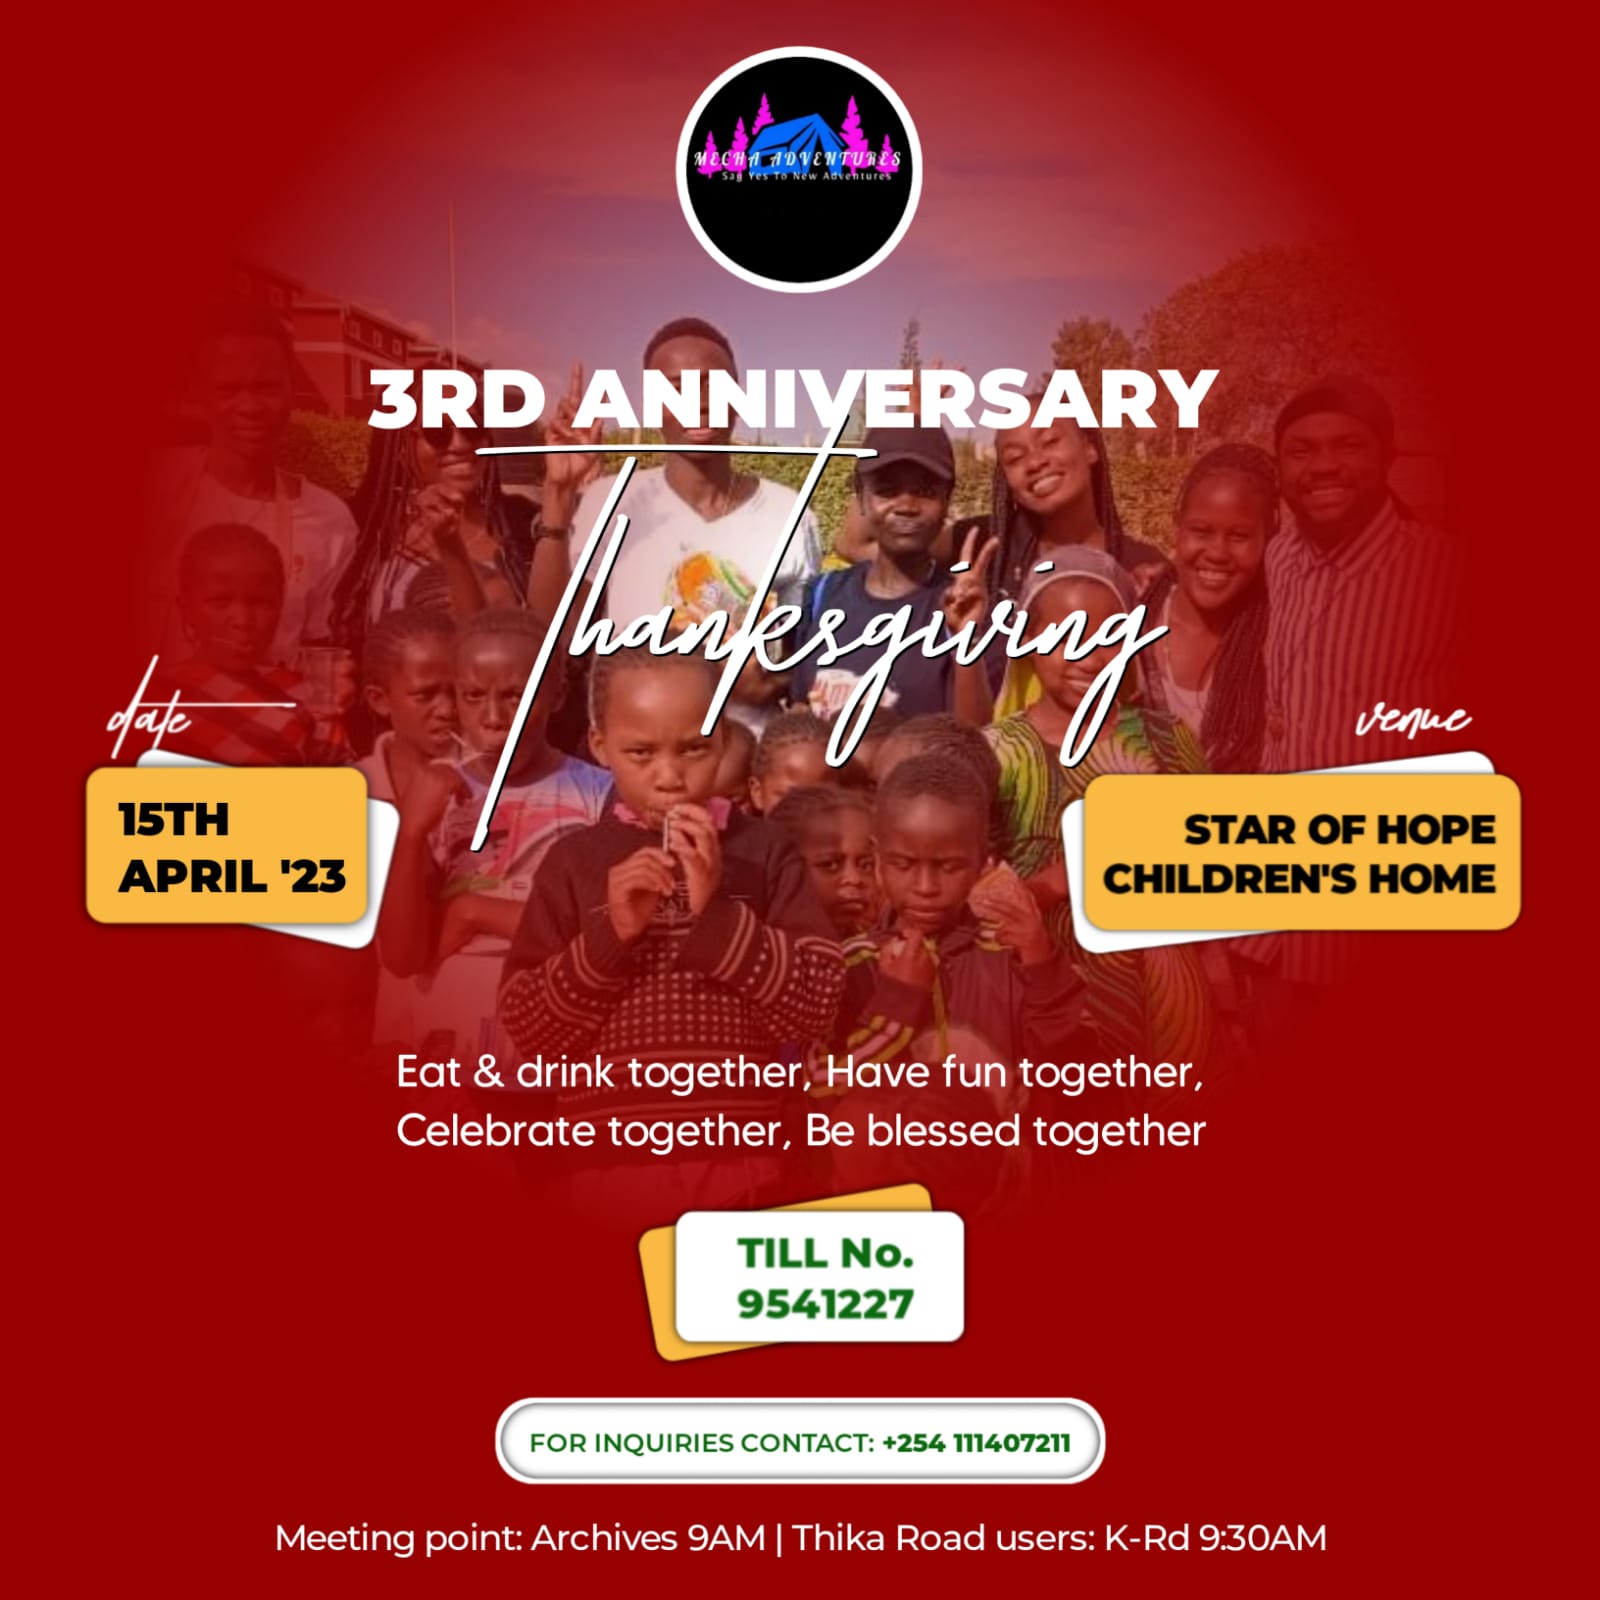 MECHA ADVENTURES
Say Yes To New Adventures
3RD ANNIVERSARY
Thanksgiving
date
15TH
APRIL '23
venue
STAR OF HOPE
CHILDREN'S HOME
Eat & drink together, Have fun together,
Celebrate together, Be blessed together
TILL No.
9541227
FOR INQUIRIES CONTACT: +254 111407211
Meeting point: Archives 9AM | Thika Road users: K-Rd 9:30AM